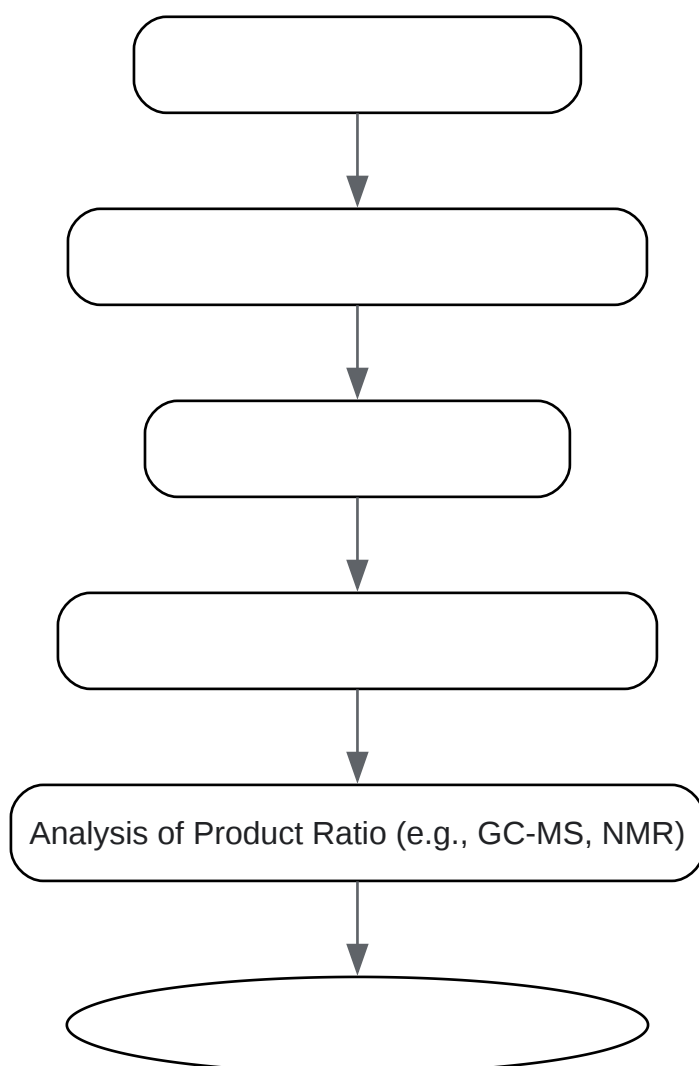 Analysis of Product Ratio (e.g., GC-MS, NMR)